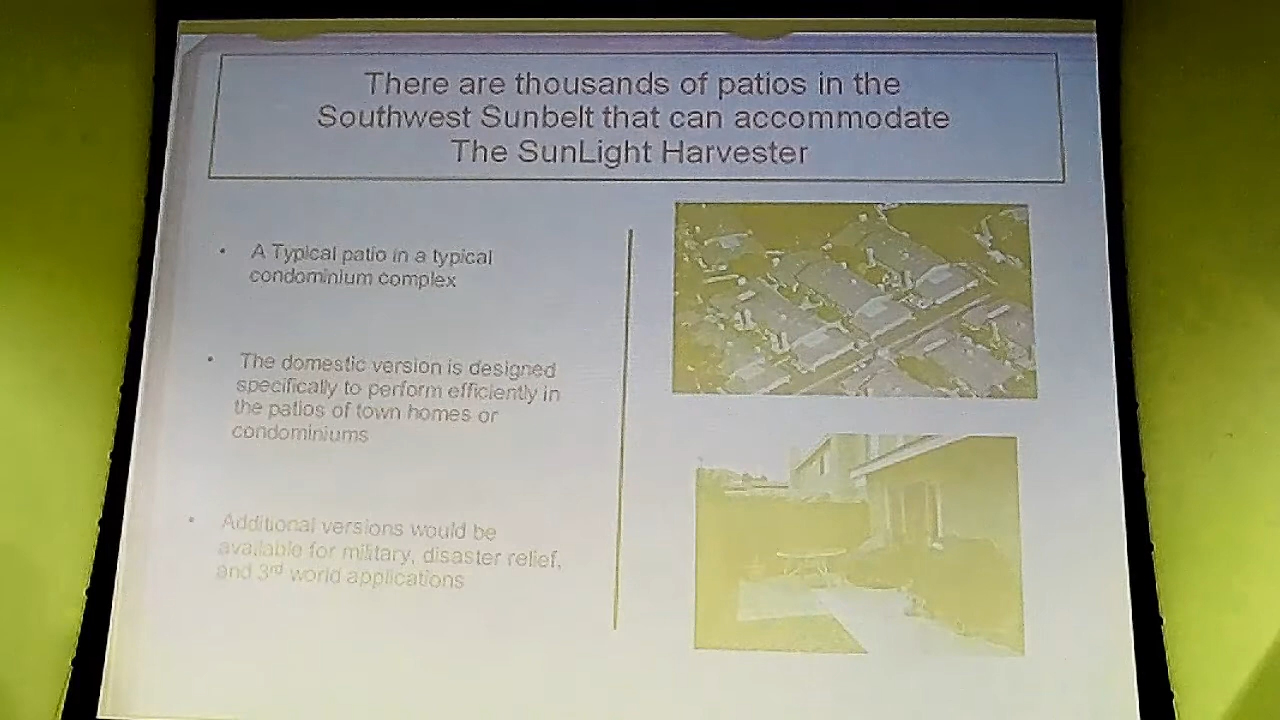 There are thousands of patios in the
Southwest Sunbelt that can accommodate
The SunLight Harvester
• A Typical patio in a typical
condominium complex
• The domestic version is designed
specifically to perform efficiently in
the patios of town homes or
condominiums
• Additional versions would be
available for military, disaster relief,
and 3rd world applications